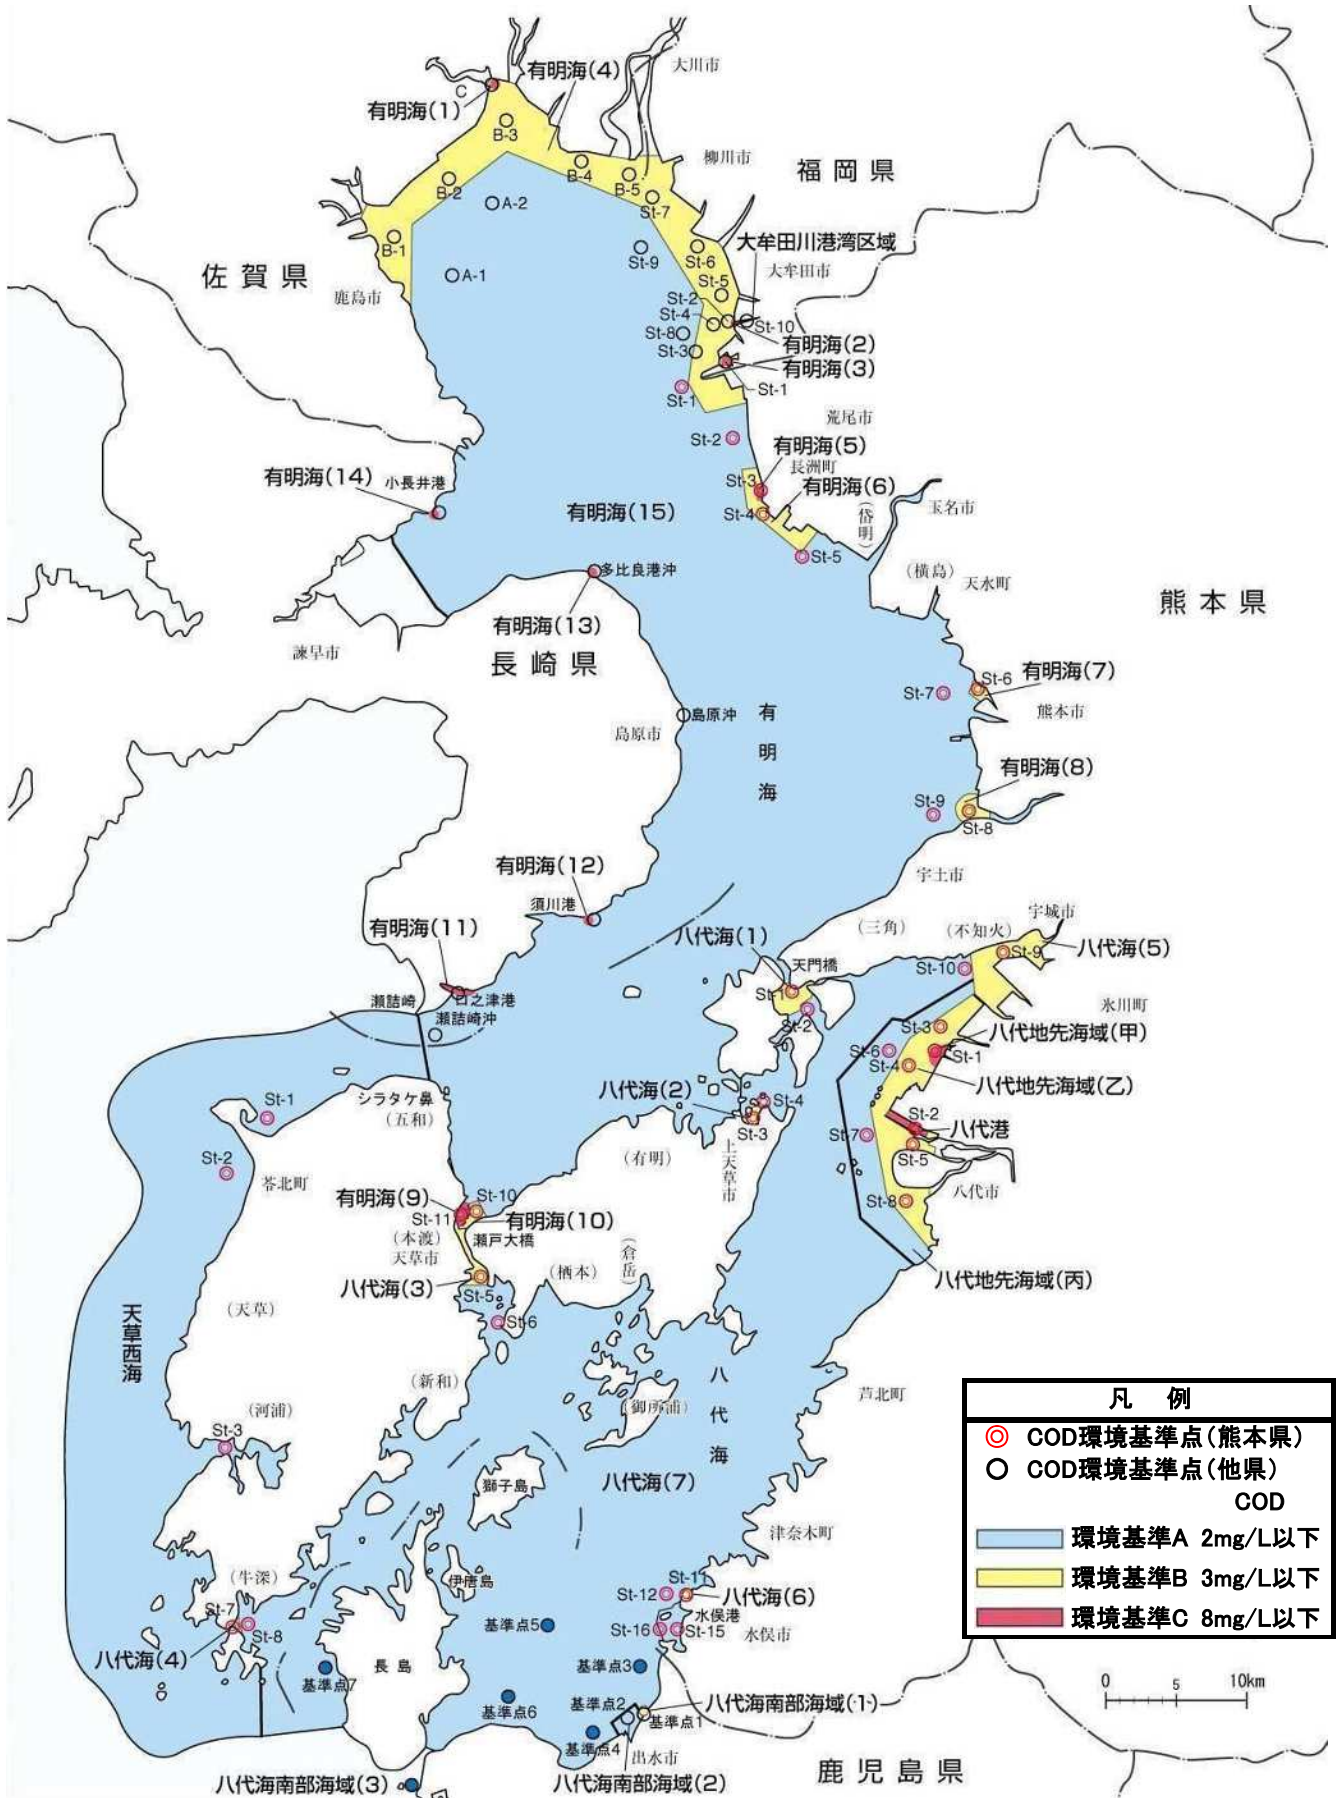 大川市
有明海(4)
C
有明海(1)
B-3
柳川市
福岡県
B-4
B-5
B-2
A-2
St-7
大牟田川港湾区域
B-1
St-9
St-6
大牟田市
佐賀県
A-1
鹿島市
St-5
St-2
St-4
St-10
St-8
有明海(2)
St-3
有明海(3)
St-1
St-1
荒尾市
St-2
有明海(5)
長洲町
有明海(14)
小長井港
St-3
有明海(6)
有明海(15)
St-4
(岱明)
玉名市
St-5
多比良港沖
(横島)
天水町
熊本県
有明海(13)
諫早市
長崎県
St-6
有明海(7)
St-7
熊本市
島原沖
有明海
島原市
有明海(8)
St-9
St-8
有明海(12)
宇土市
須川港
宇城市
有明海(11)
(三角)
(不知火)
八代海(1)
八代海(5)
天門橋
St-9
St-10
St-1
口之津港
瀬詰崎
氷川町
St-2
瀬詰崎沖
St-3
八代地先海域(甲)
St-6
St-1
St-4
八代地先海域(乙)
八代海(2)
シラタケ鼻
St-1
(五和)
St-4
St-2
St-3
八代港
St-7
St-5
上天草市
(有明)
St-2
苓北町
八代市
有明海(9)
St-10
St-8
St-11
有明海(10)
(本渡)
瀬戸大橋
天草市
(倉岳)
(栖本)
八代海(3)
St-5
八代地先海域(丙)
(天草)
天草西海
St-6
(新和)
八代海
芦北町
(河浦)
(御所浦)
St-3
獅子島
八代海(7)
津奈木町
(牛深)
伊唐島
St-11
St-12
八代海(6)
St-7
水俣港
St-8
基準点5
St-16
St-15
水俣市
八代海(4)
長島
基準点3
基準点7
基準点6
基準点2
八代海南部海域(1)
基準点1
基準点4
出水市
八代海南部海域(3)
八代海南部海域(2)
鹿児島県
凡 例
COD環境基準点(熊本県)
COD環境基準点(他県)
COD
環境基準A 2mg/L以下
環境基準B 3mg/L以下
環境基準C 8mg/L以下
0 5 10km